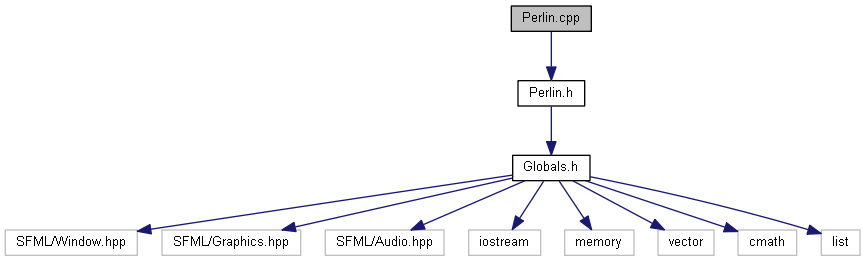 Perlin.cpp
Perlin.h
Globals.h
SFML/Window.hpp
SFML/Graphics.hpp
SFML/Audio.hpp
iostream
memory
vector
cmath
list